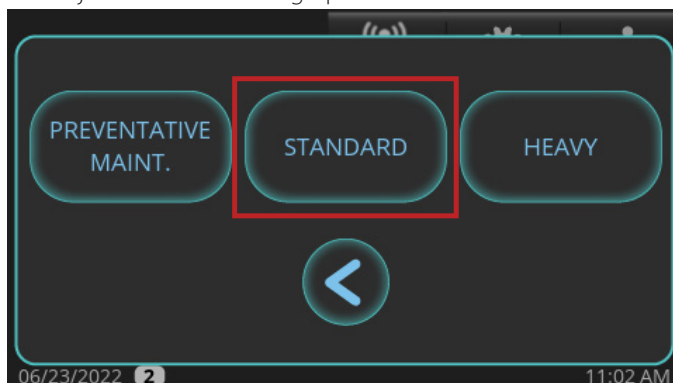 PREVENTATIVE
MAINT.
STANDARD
HEAVY
<
06/23/2022 2
11:02 AM